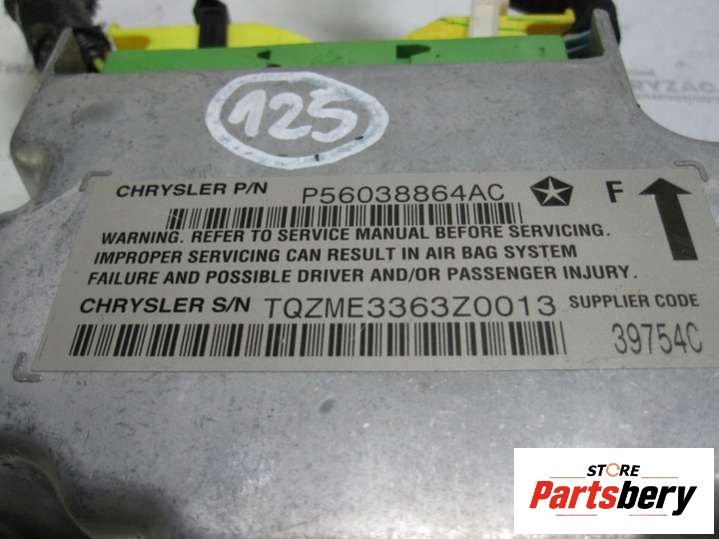 125
CHRYSLER P/N P56038864AC F
WARNING. REFER TO SERVICE MANUAL BEFORE SERVICING.
IMPROPER SERVICING CAN RESULT IN AIR BAG SYSTEM
FAILURE AND POSSIBLE DRIVER AND/OR PASSENGER INJURY.
CHRYSLER S/N TQZME3363Z0013 SUPPLIER CODE
39754C
STORE
Partsbery